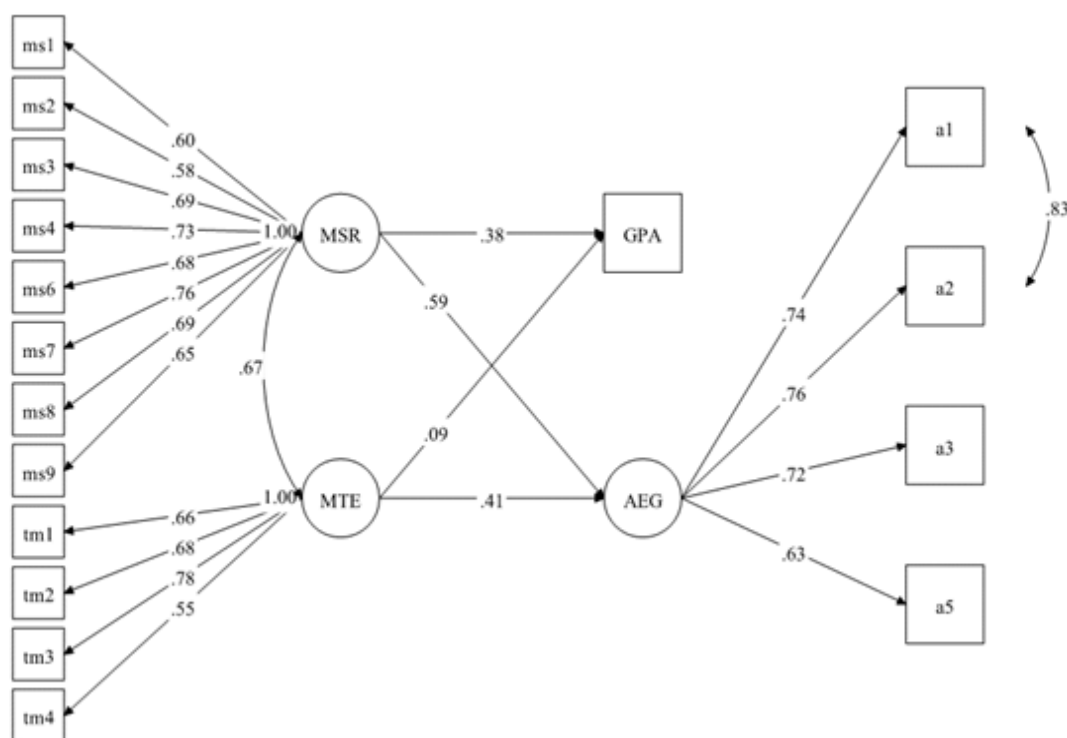 ms1
ms2
ms3
ms4
ms6
ms7
ms8
ms9
tm1
tm2
tm3
tm4
.60
.58
.69
.73
.68
.76
.69
.65
.66
.68
.78
.55
1.00
1.00
.67
MSR
MTE
.38
.59
.09
.41
GPA
AEG
.74
.76
.72
.63
a1
a2
a3
a5
.83